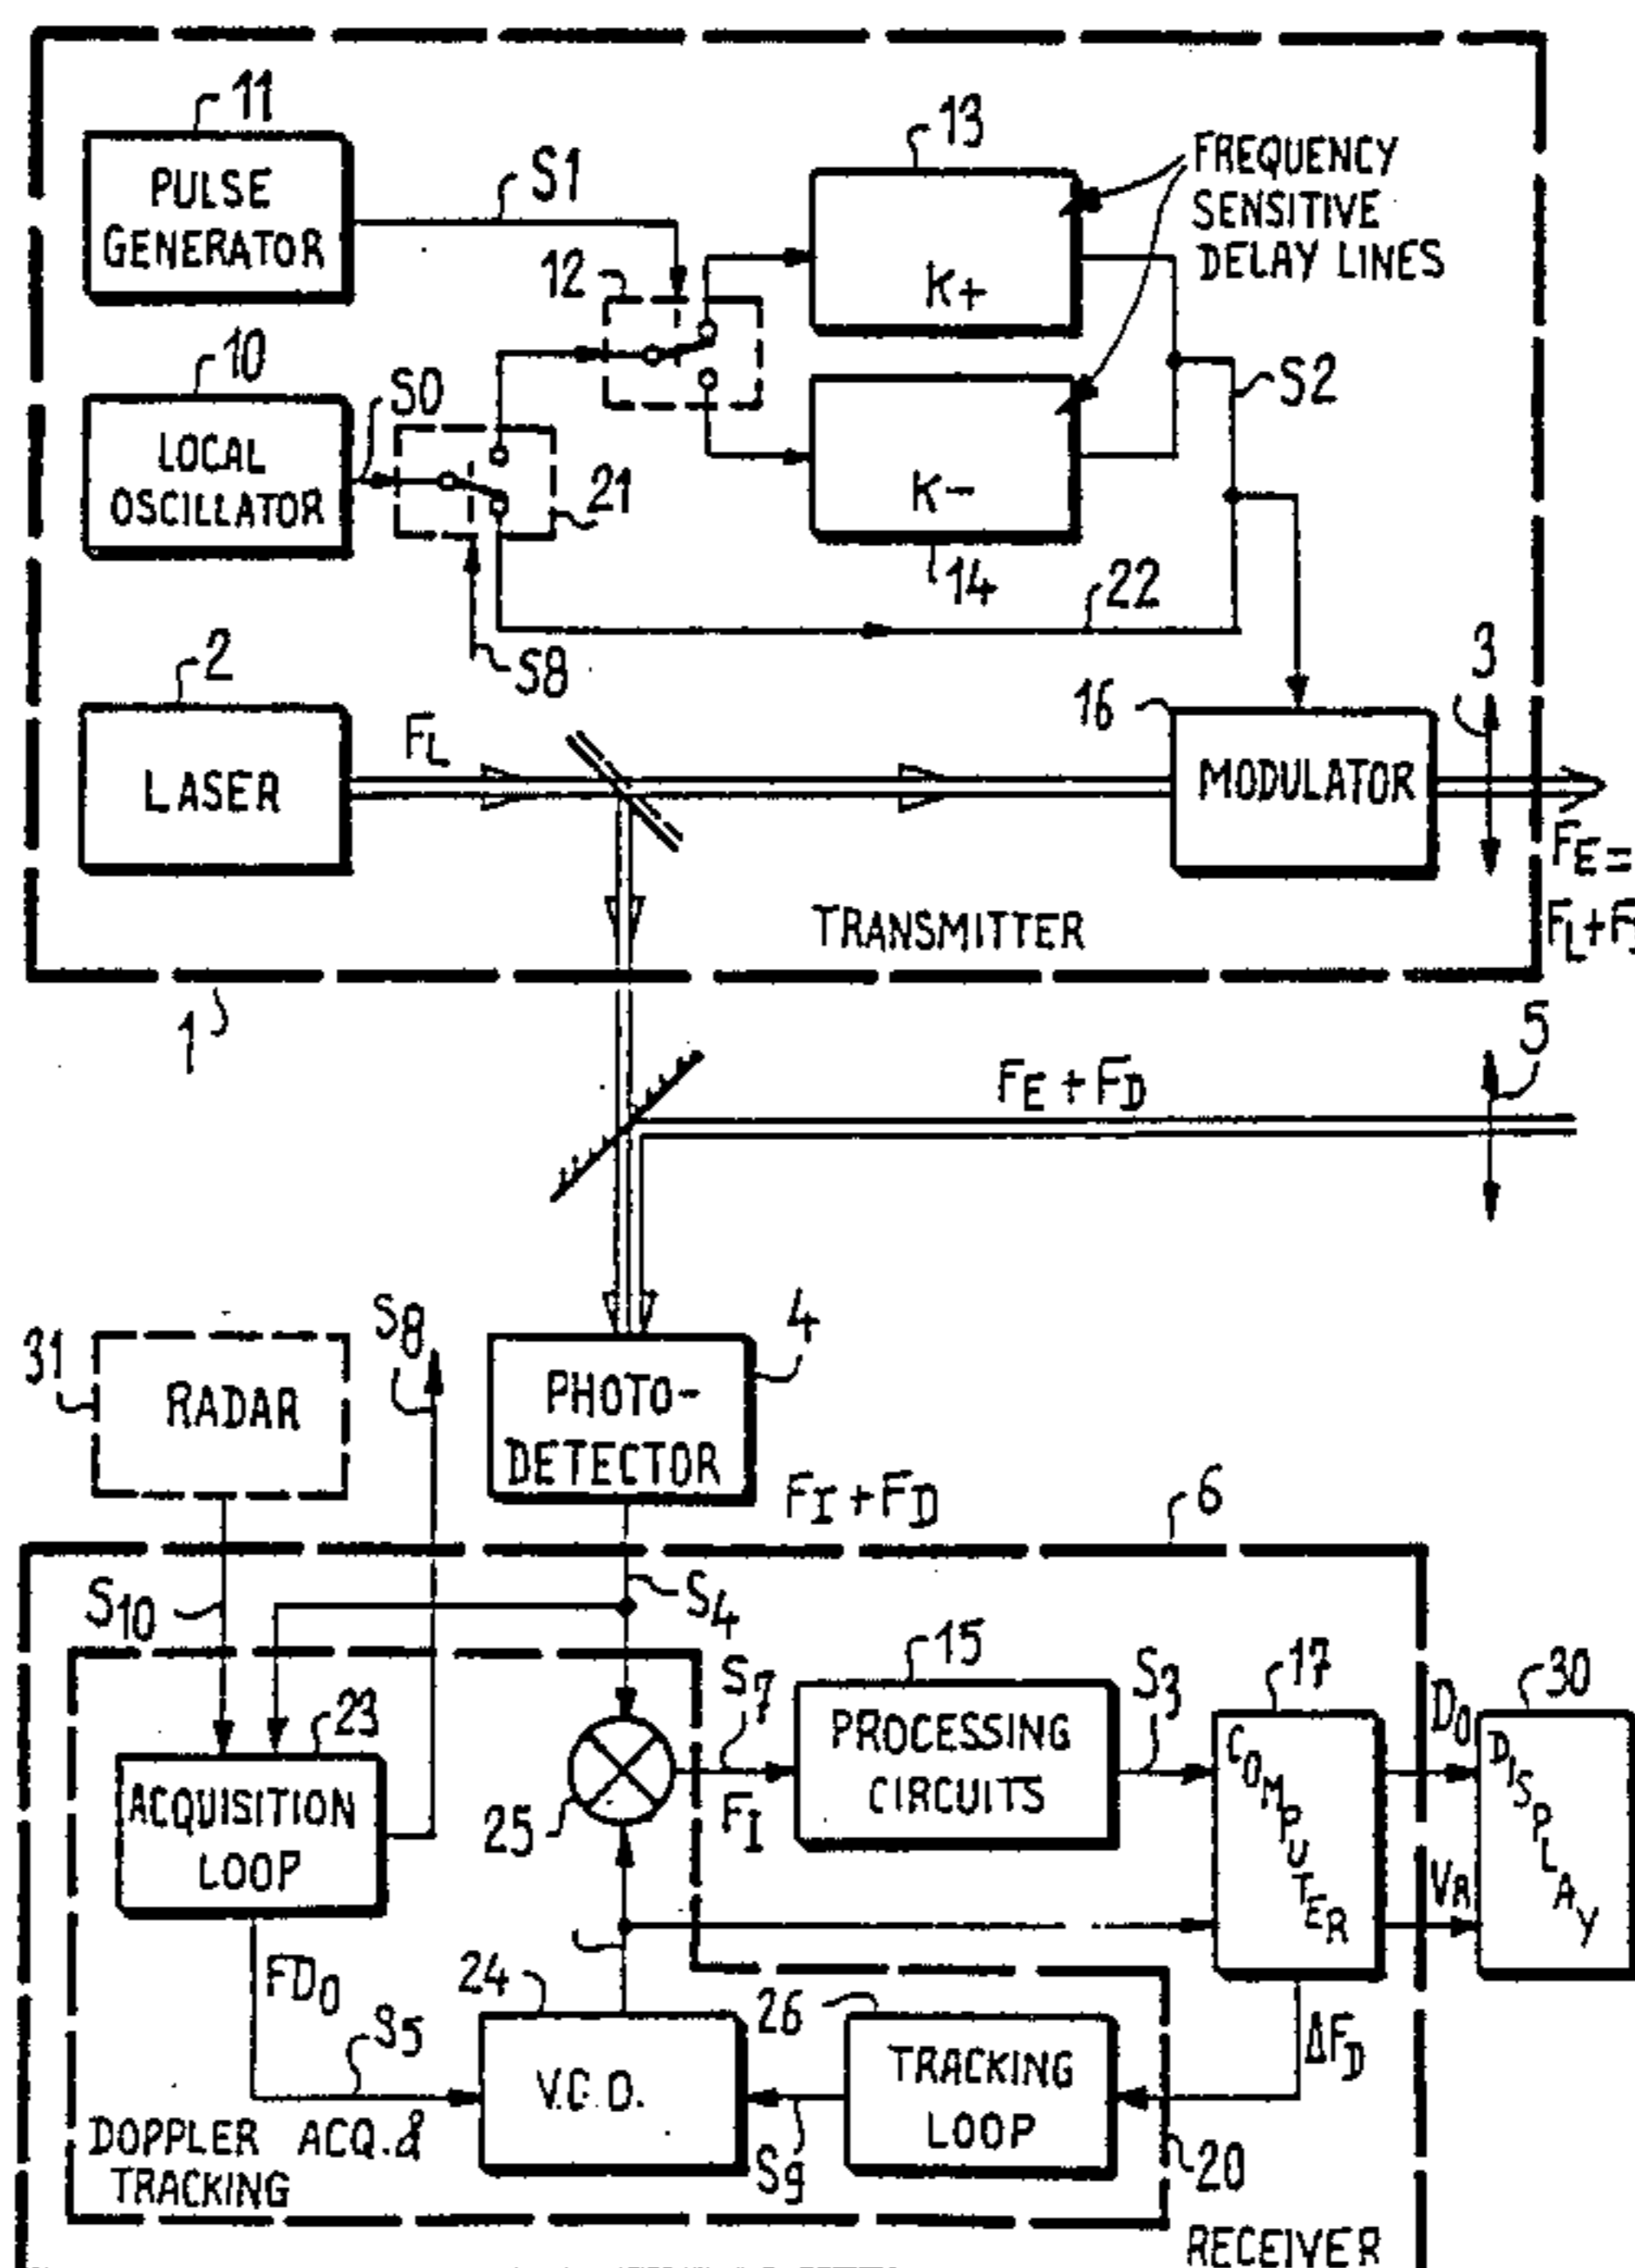 11
PULSE
GENERATOR
S1
13
FREQUENCY
SENSITIVE
DELAY LINES
12
K+
10
LOCAL
OSCILLATOR
S0
21
K-
14
S2
22
S8
2
LASER
FL
16
MODULATOR
3
FE=
TRANSMITTER
1
5
FE+FD
31
RADAR
S8
4
PHOTO-
DETECTOR
FI+FD
6
S10
S4
23
ACQUISITION
LOOP
25
S7
FI
15
PROCESSING
CIRCUITS
S3
17
COMPUTER
D0
VR
30
DISPLAY
FD0
S5
24
V.C.O.
26
TRACKING
LOOP
S9
ΔFD
20
DOPPLER ACQ. &
TRACKING
RECEIVER